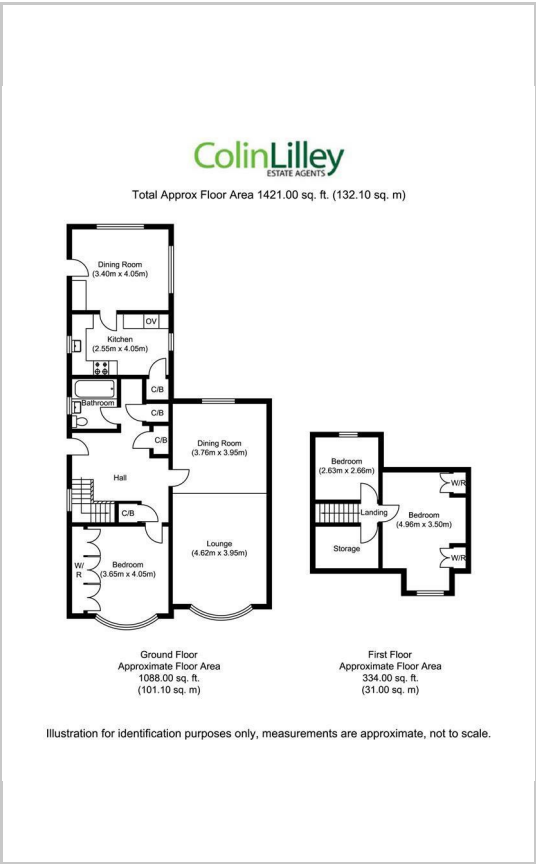 ColinLilley
ESTATE AGENTS
Total Approx Floor Area 1421.00 sq. ft. (132.10 sq. m)
Dining Room
(3.40m x 4.05m)
OV
Kitchen
(2.55m x 4.05m)
C/B
Bathroom
C/B
C/B
Dining Room
(3.76m x 3.95m)
Hall
C/B
Lounge
(4.62m x 3.95m)
W/
R
Bedroom
(3.65m x 4.05m)
Bedroom
(2.63m x 2.66m)
W/R
Landing
Bedroom
(4.96m x 3.50m)
Storage
W/R
Ground Floor
Approximate Floor Area
1088.00 sq. ft.
(101.10 sq. m)
First Floor
Approximate Floor Area
334.00 sq. ft.
(31.00 sq. m)
Illustration for identification purposes only, measurements are approximate, not to scale.